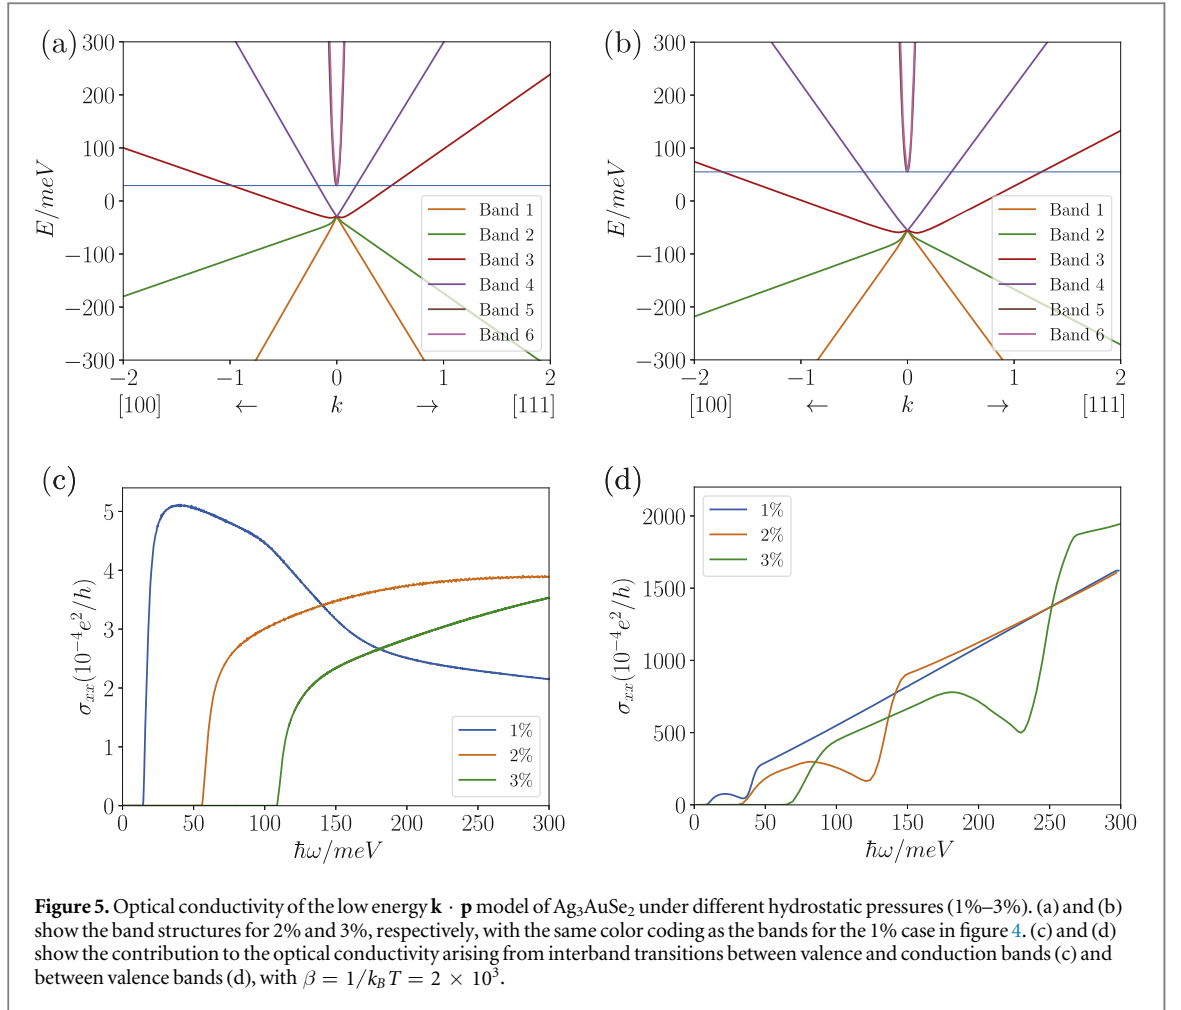 (a)
300
200
100
0
−100
−200
−300
E/meV
Band 1
Band 2
Band 3
Band 4
Band 5
Band 6
−2
−1
0
1
2
[100]
←
k
→
[111]
(b)
300
200
100
0
−100
−200
−300
E/meV
Band 1
Band 2
Band 3
Band 4
Band 5
Band 6
−2
−1
0
1
2
[100]
←
k
→
[111]
(c)
5
4
3
2
1
0
σxx(10⁻⁴e²/h)
1%
2%
3%
0
50
100
150
200
250
300
ℏω/meV
(d)
2000
1500
1000
500
0
σxx(10⁻⁴e²/h)
1%
2%
3%
0
50
100
150
200
250
300
ℏω/meV
Figure 5. Optical conductivity of the low energy k · p model of Ag₃AuSe₂ under different hydrostatic pressures (1%–3%). (a) and (b)
show the band structures for 2% and 3%, respectively, with the same color coding as the bands for the 1% case in figure 4. (c) and (d)
show the contribution to the optical conductivity arising from interband transitions between valence and conduction bands (c) and
between valence bands (d), with β = 1/k_B T = 2 × 10³.